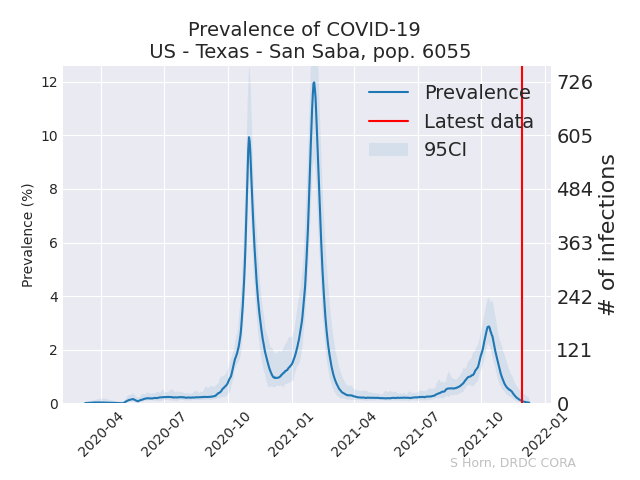 Prevalence of COVID-19
US - Texas - San Saba, pop. 6055
Prevalence
Latest data
95CI
Prevalence (%)
12
10
8
6
4
2
0
726
605
484
363
242
121
0
# of infections
2020-04
2020-07
2020-10
2021-01
2021-04
2021-07
2021-10
2022-01
S Horn, DRDC CORA